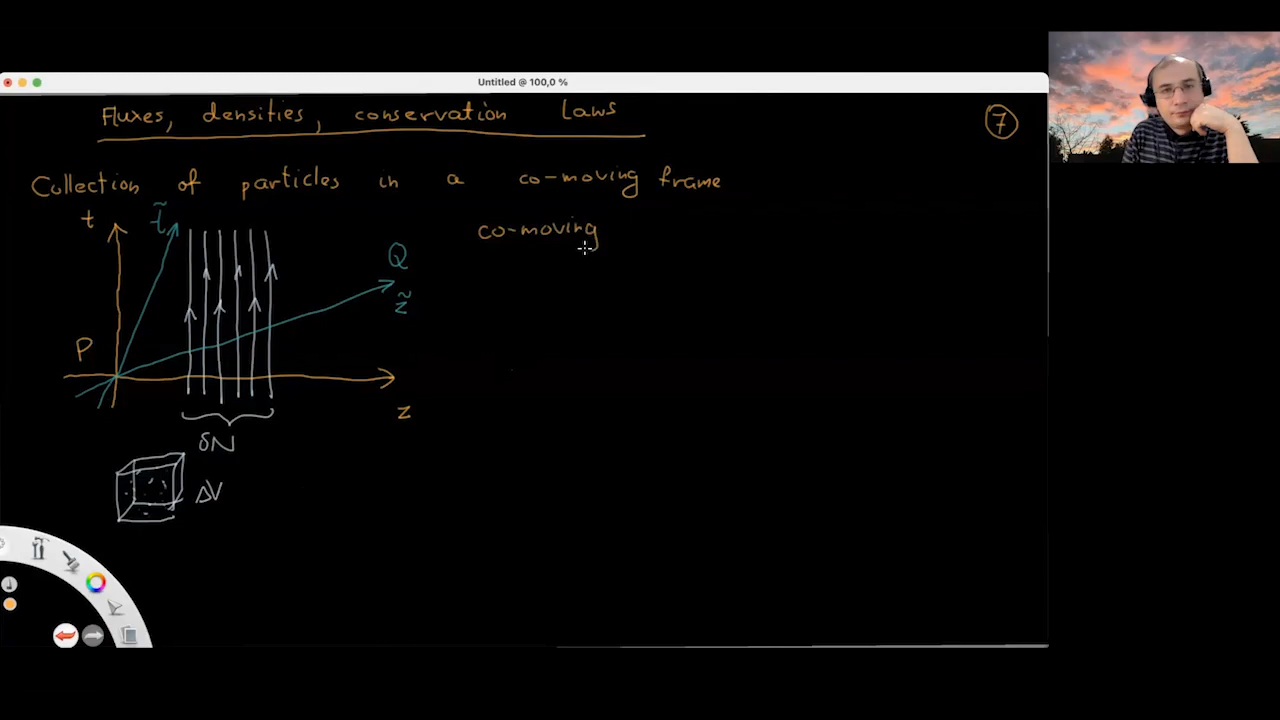 Untitled @ 100,0 %
Fluxes, densities, conservation laws
7
Collection of particles in a co-moving frame
t
t̃
co-moving
Q
z̃
P
z
δN
ΔV